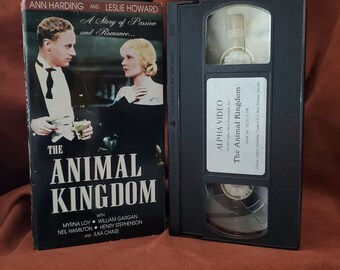 ANN HARDING AND LESLIE HOWARD
A Story of Passion
and Romance...
THE
ANIMAL
KINGDOM
WITH
MYRNA LOY • WILLIAM GARGAN
NEIL HAMILTON • HENRY STEPHENSON
AND ILKA CHASE
ALPHA VIDEO
The Animal Kingdom